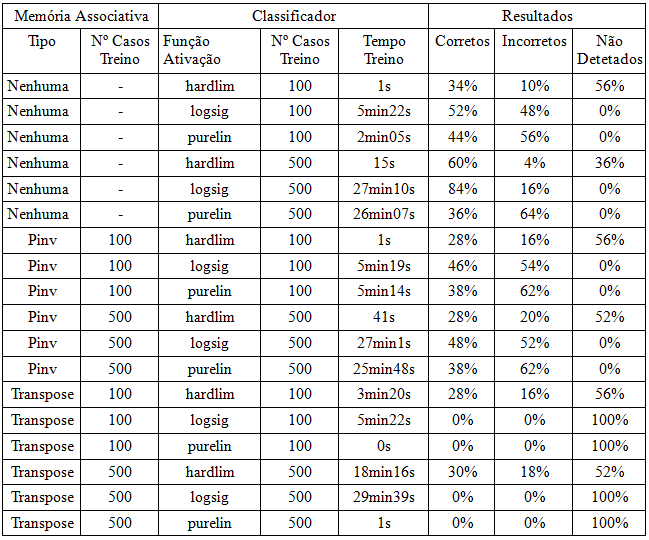 Memória Associativa Classificador Resultados
Tipo Nº Casos Treino Função Ativação Nº Casos Treino Tempo Treino Corretos Incorretos Não Detetados
Nenhuma - hardlim 100 1s 34% 10% 56%
Nenhuma - logsig 100 5min22s 52% 48% 0%
Nenhuma - purelin 100 2min05s 44% 56% 0%
Nenhuma - hardlim 500 15s 60% 4% 36%
Nenhuma - logsig 500 27min10s 84% 16% 0%
Nenhuma - purelin 500 26min07s 36% 64% 0%
Pinv 100 hardlim 100 1s 28% 16% 56%
Pinv 100 logsig 100 5min19s 46% 54% 0%
Pinv 100 purelin 100 5min14s 38% 62% 0%
Pinv 500 hardlim 500 41s 28% 20% 52%
Pinv 500 logsig 500 27min1s 48% 52% 0%
Pinv 500 purelin 500 25min48s 38% 62% 0%
Transpose 100 hardlim 100 3min20s 28% 16% 56%
Transpose 100 logsig 100 5min22s 0% 0% 100%
Transpose 100 purelin 100 0s 0% 0% 100%
Transpose 500 hardlim 500 18min16s 30% 18% 52%
Transpose 500 logsig 500 29min39s 0% 0% 100%
Transpose 500 purelin 500 1s 0% 0% 100%